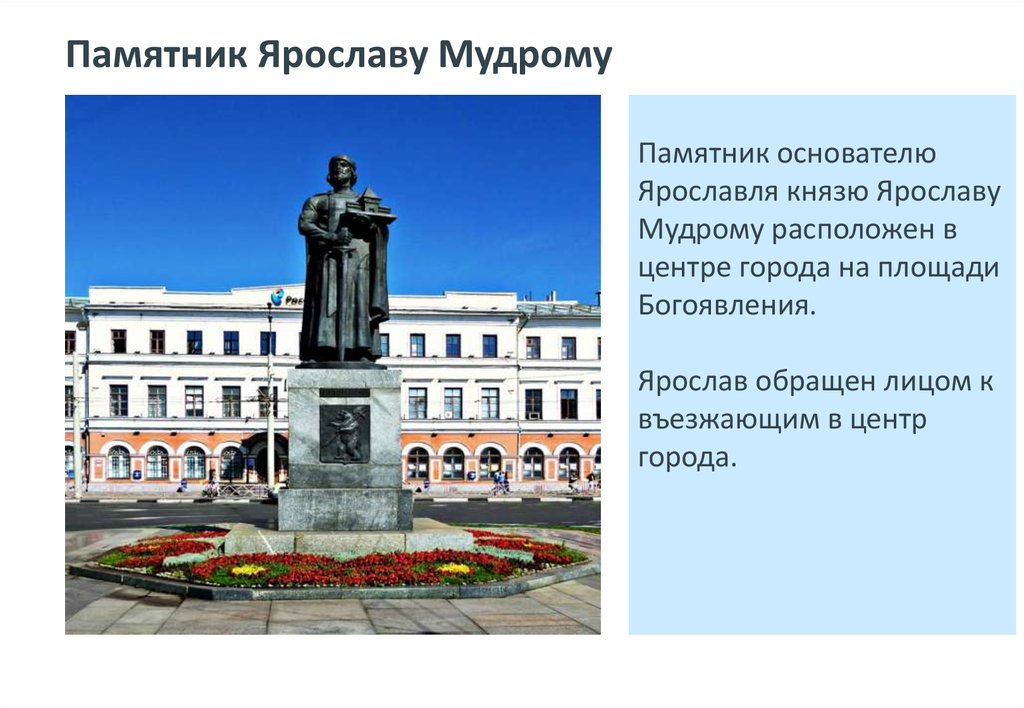 Памятник Ярославу Мудрому
Памятник основателю
Ярославля князю Ярославу
Мудрому расположен в
центре города на площади
Богоявления.
Ярослав обращен лицом к
въезжающим в центр
города.